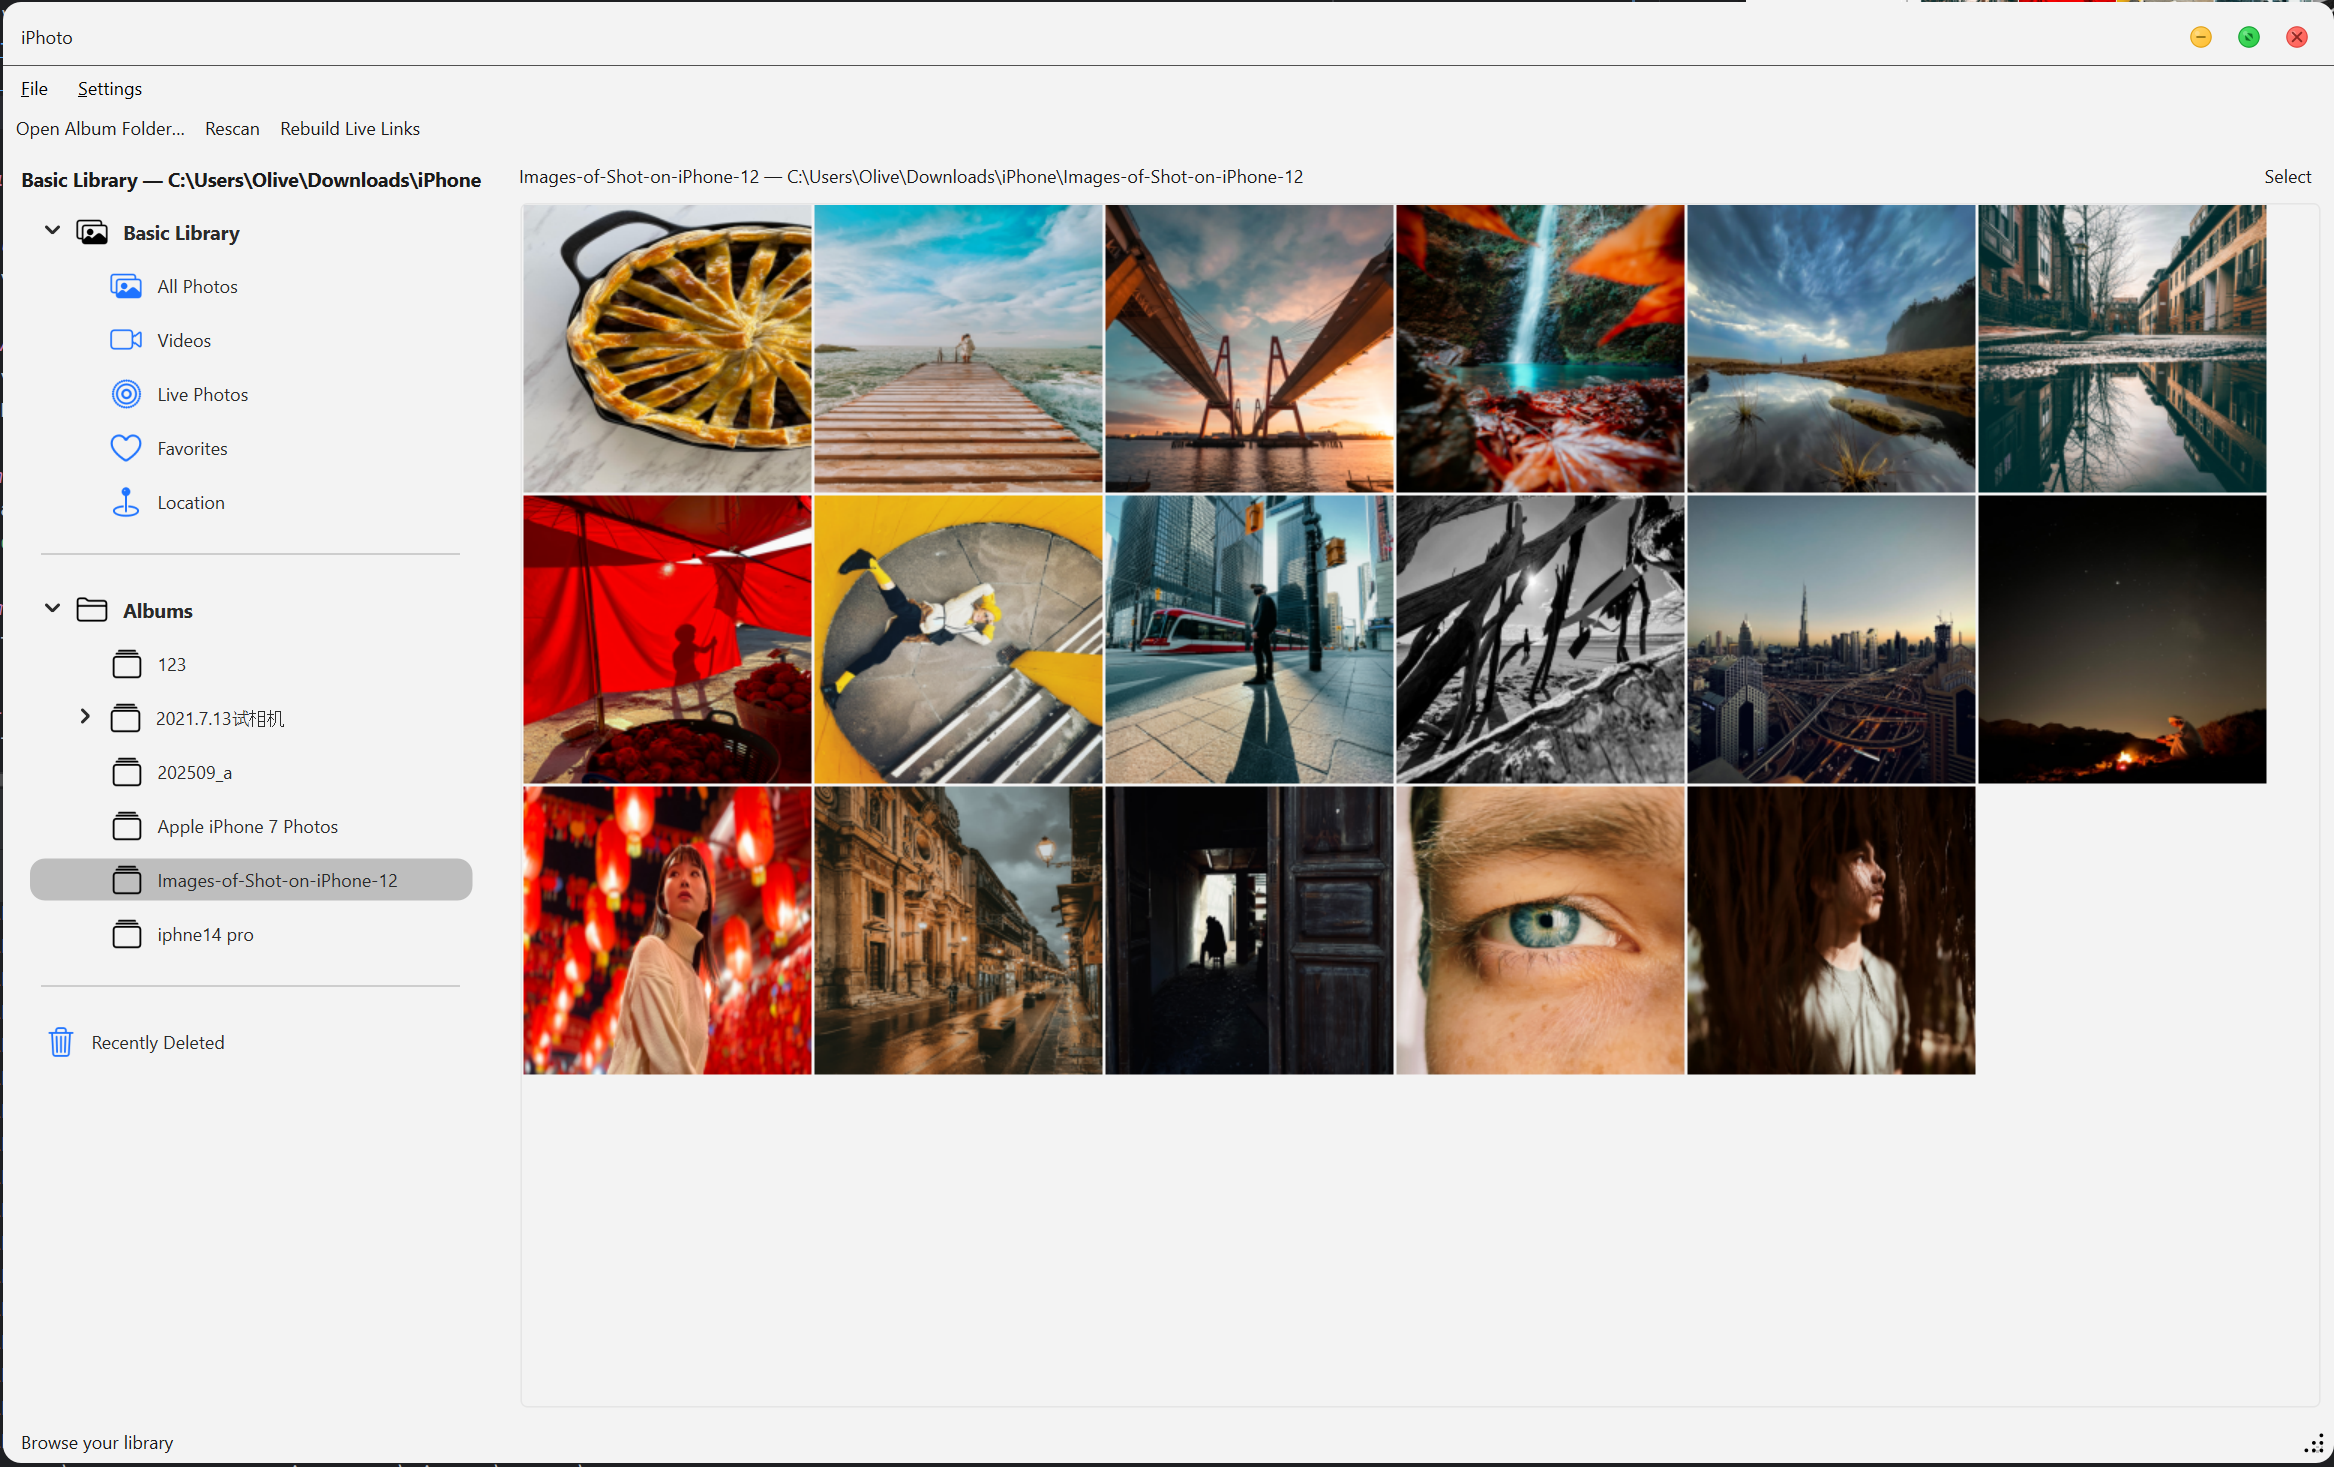 iPhoto
File Settings
Open Album Folder... Rescan Rebuild Live Links
Basic Library — C:\Users\Olive\Downloads\iPhone
Images-of-Shot-on-iPhone-12 — C:\Users\Olive\Downloads\iPhone\Images-of-Shot-on-iPhone-12
Select
Basic Library
All Photos
Videos
Live Photos
Favorites
Location
Albums
123
2021.7.13试相机
202509_a
Apple iPhone 7 Photos
Images-of-Shot-on-iPhone-12
iphne14 pro
Recently Deleted
Browse your library